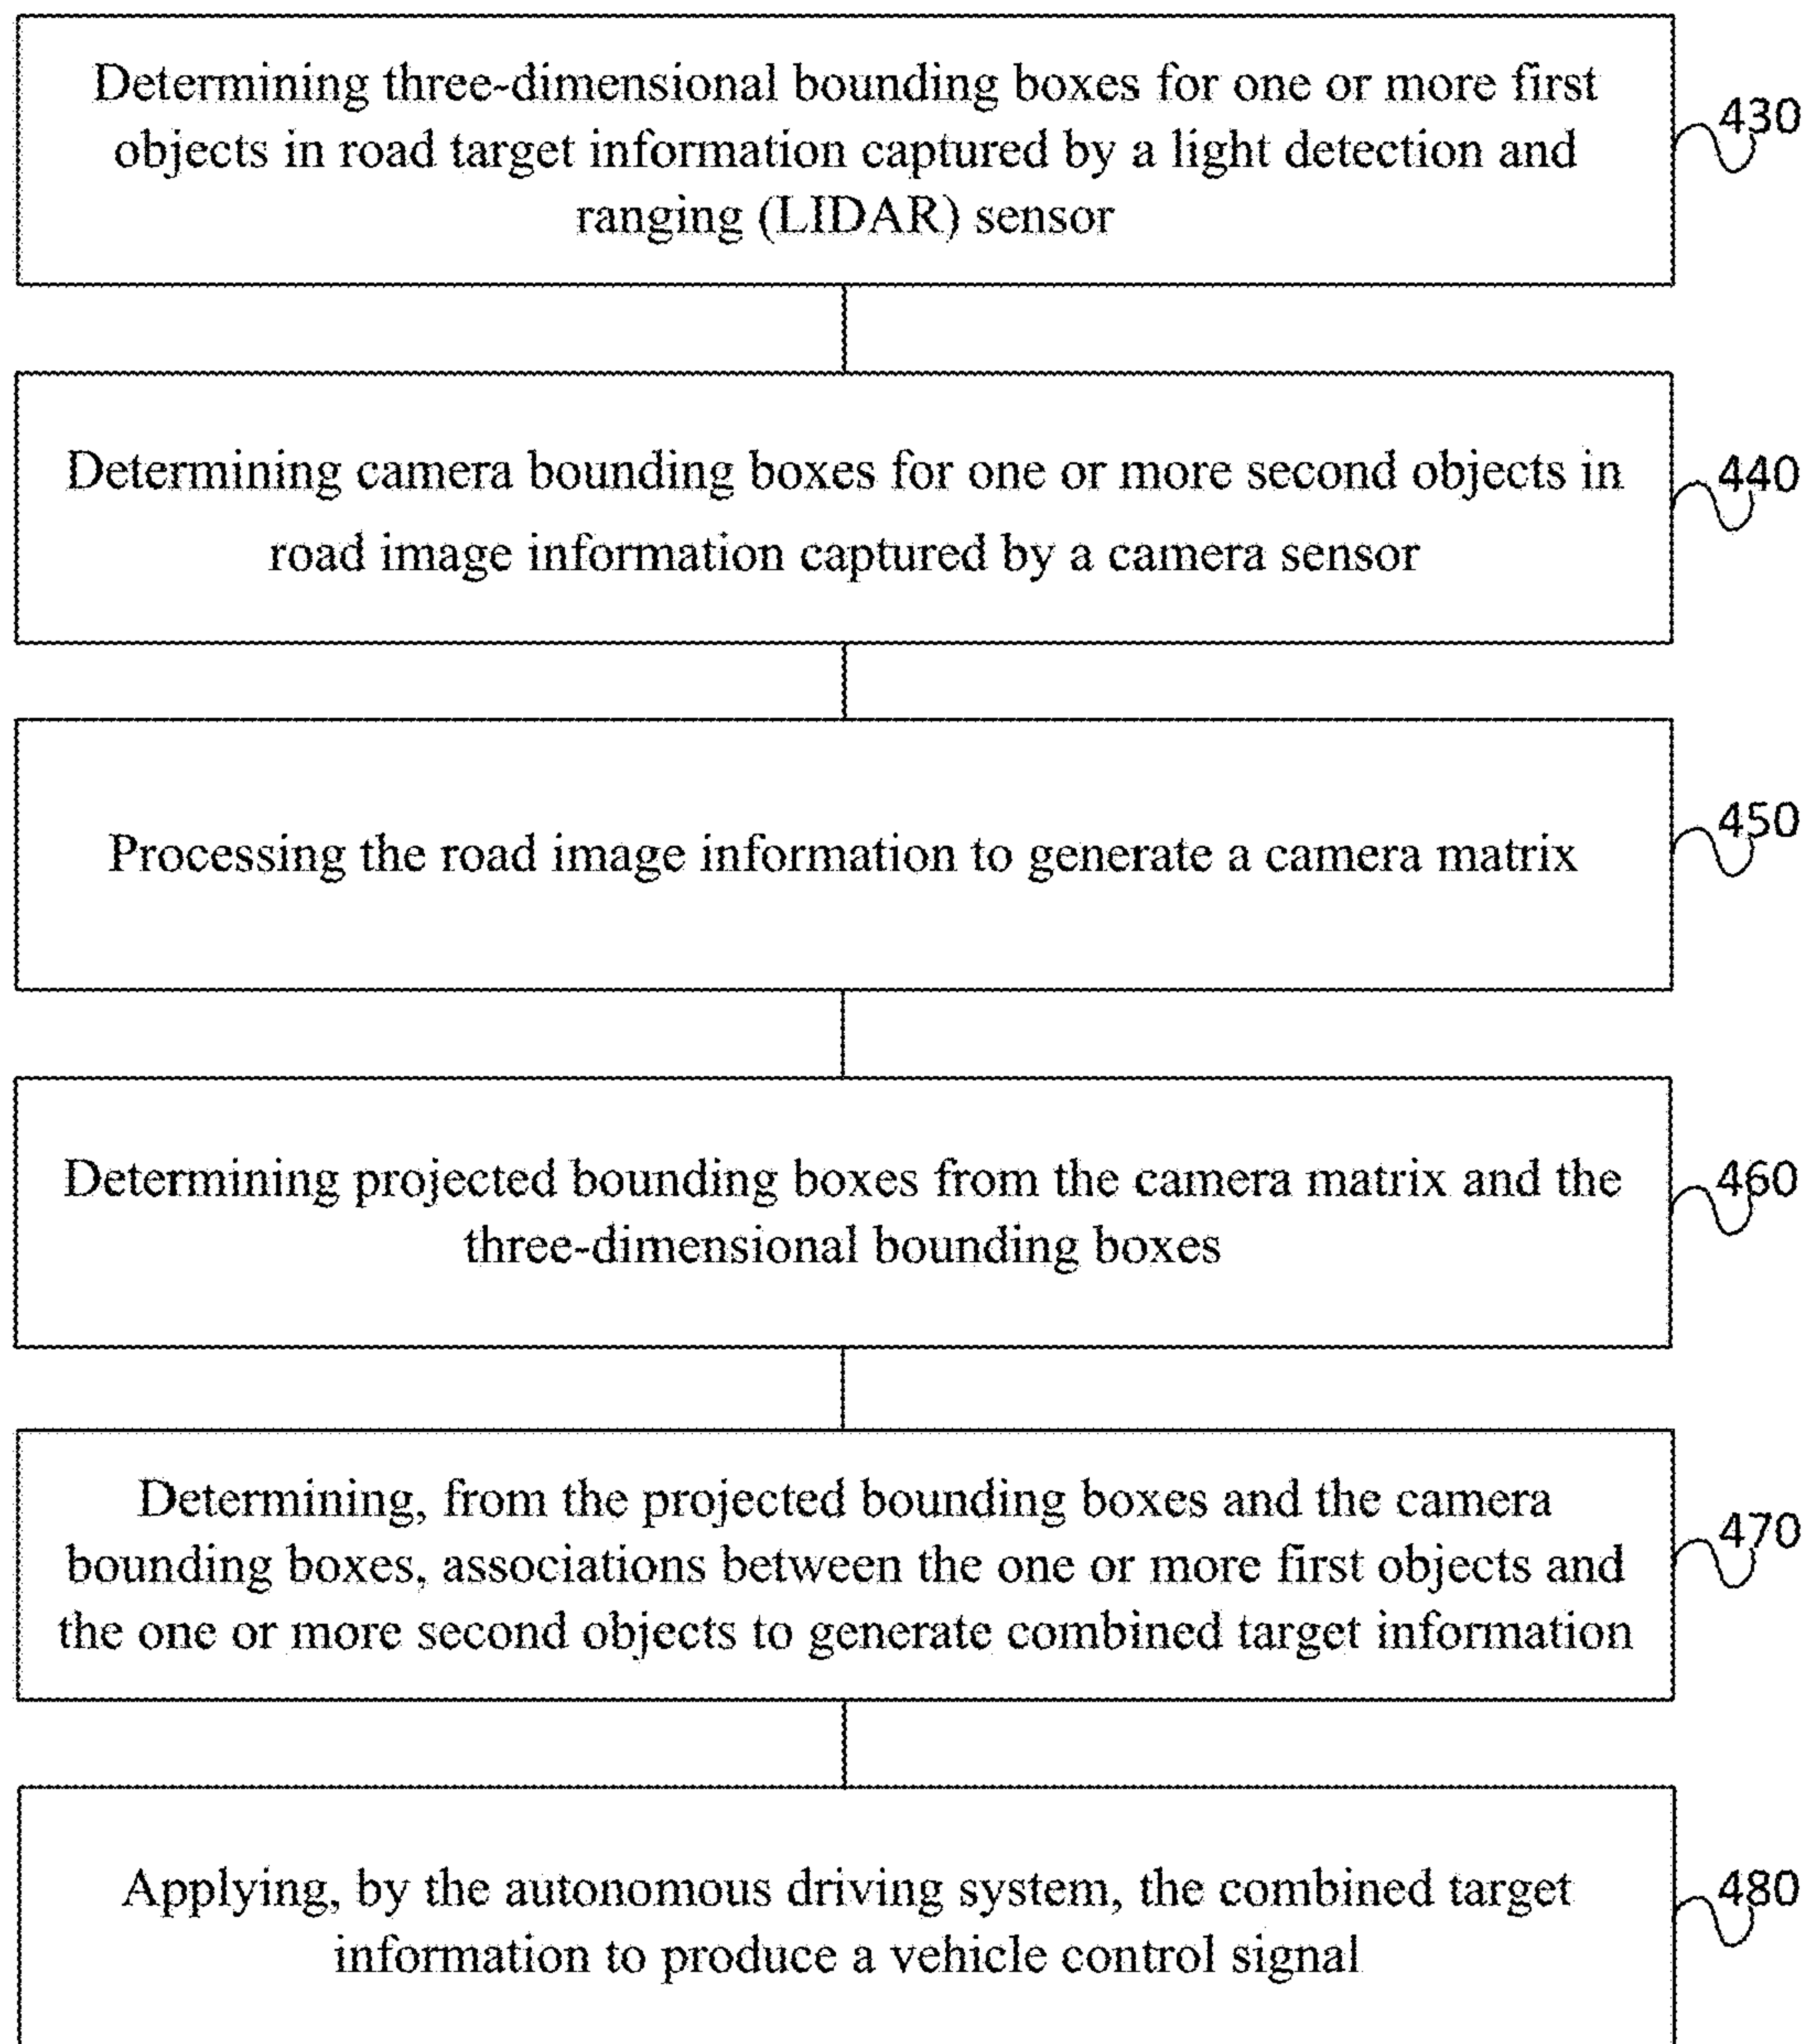 Determining three-dimensional bounding boxes for one or more first
objects in road target information captured by a light detection and
ranging (LIDAR) sensor
430
Determining camera bounding boxes for one or more second objects in
road image information captured by a camera sensor
440
Processing the road image information to generate a camera matrix
450
Determining projected bounding boxes from the camera matrix and the
three-dimensional bounding boxes
460
Determining, from the projected bounding boxes and the camera
bounding boxes, associations between the one or more first objects and
the one or more second objects to generate combined target information
470
Applying, by the autonomous driving system, the combined target
information to produce a vehicle control signal
480